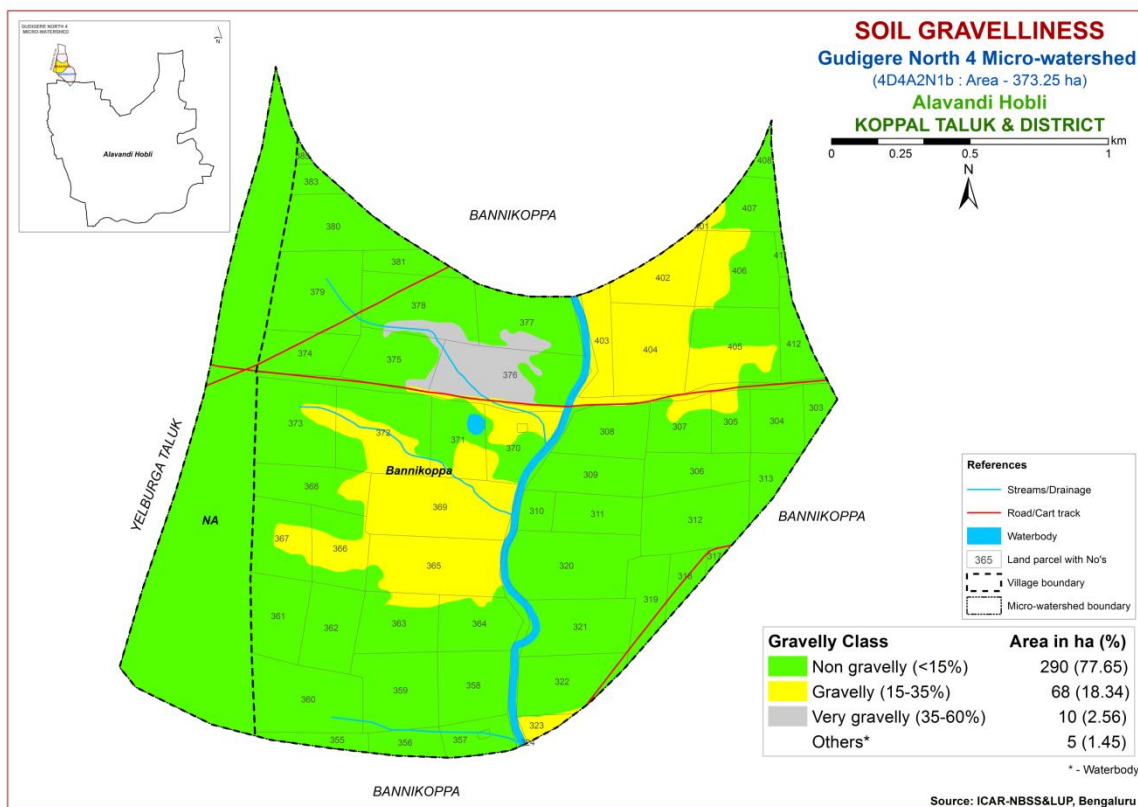 GUDIGERE NORTH 4
MICRO-WATERSHED
N
Alavandi Hobli
SOIL GRAVELLINESS
Gudigere North 4 Micro-watershed
(4D4A2N1b : Area - 373.25 ha)
Alavandi Hobli
KOPPAL TALUK & DISTRICT
km
0 0.25 0.5 1
N
BANNIKOPPA
383
380
381
379
378
377
374
375
376
408
407
401
402
406
403
404
405
412
373
372
371
370
308
307
305
304
303
Bannikoppa
YELBURGA TALUK
NA
368
369
309
306
313
310
311
312
BANNIKOPPA
367
366
365
320
317
318
319
361
362
363
364
321
360
359
358
322
323
355
356
357
324
BANNIKOPPA
References
Streams/Drainage
Road/Cart track
Waterbody
365 Land parcel with No's
Village boundary
Micro-watershed boundary
Gravelly Class Area in ha (%)
Non gravelly (<15%) 290 (77.65)
Gravelly (15-35%) 68 (18.34)
Very gravelly (35-60%) 10 (2.56)
Others* 5 (1.45)
* - Waterbody
Source: ICAR-NBSS&LUP, Bengaluru